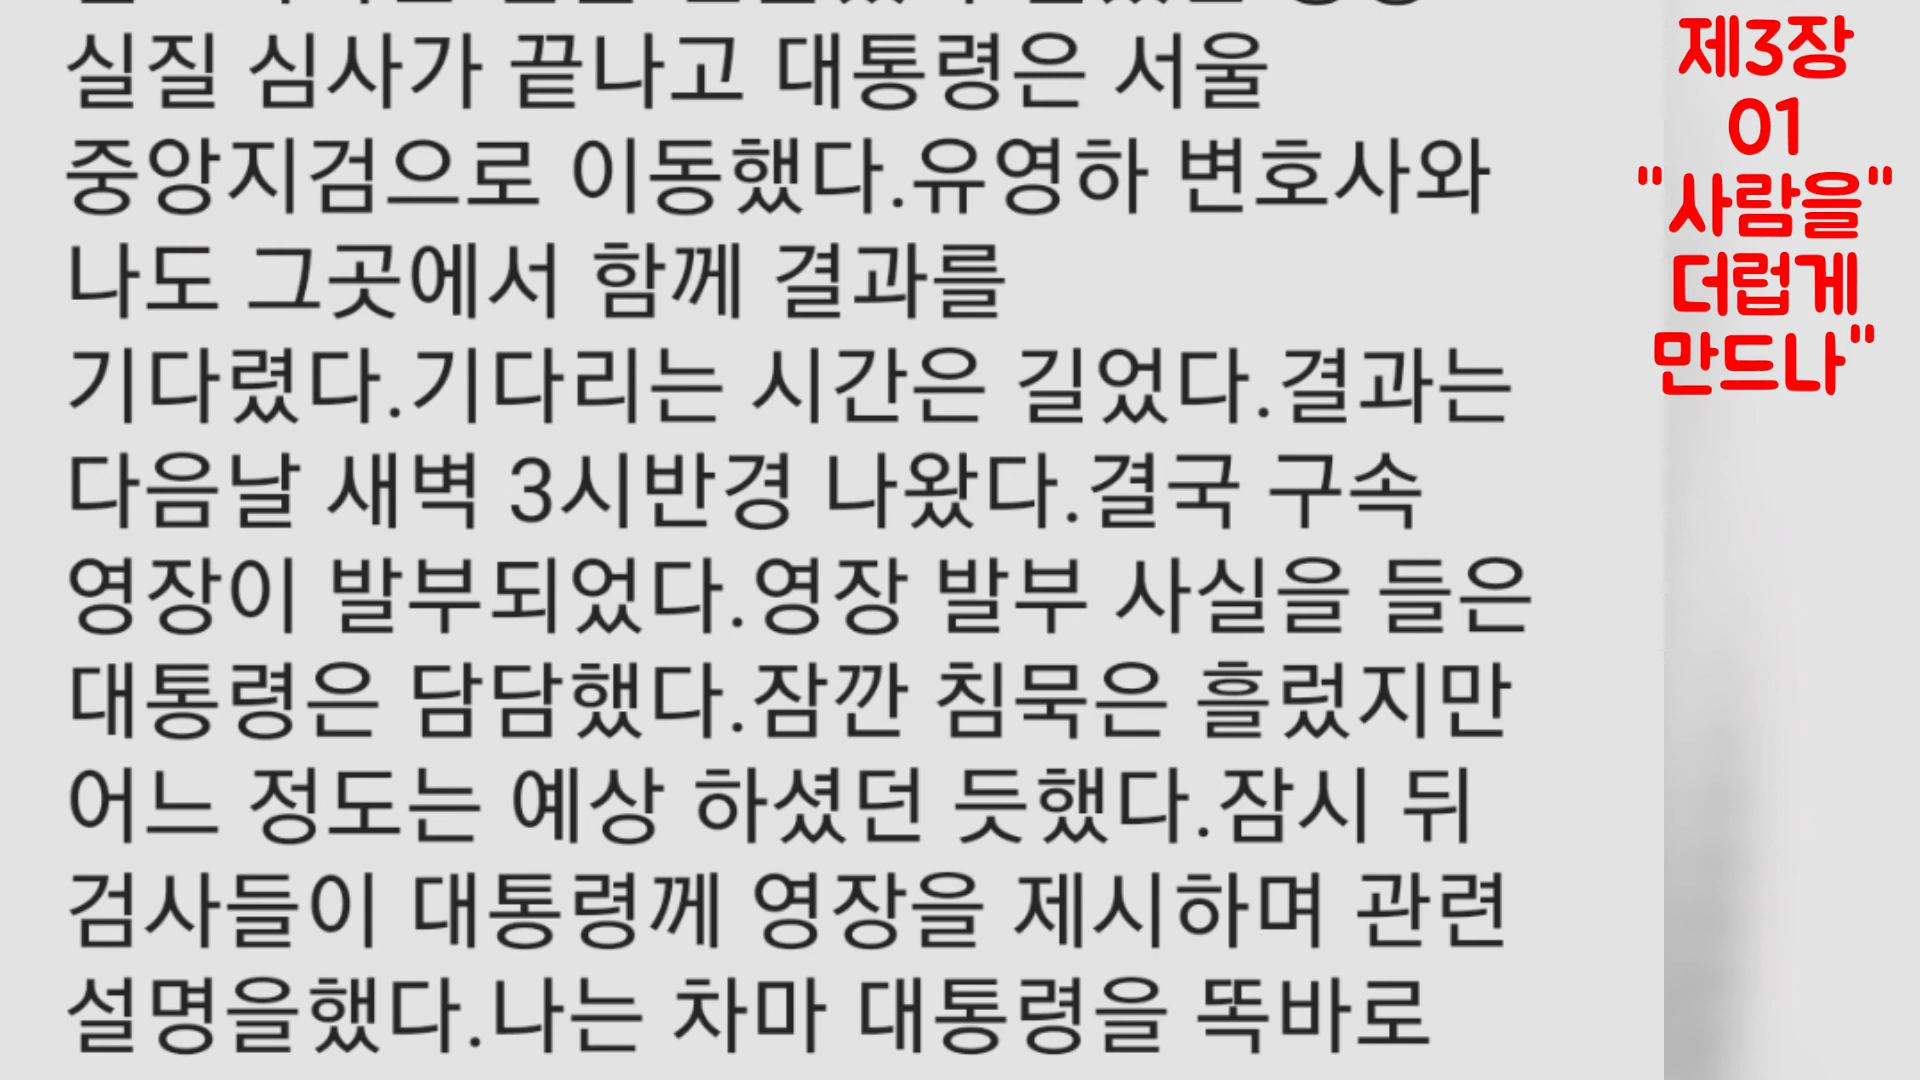 실질 심사가 끝나고 대통령은 서울
중앙지검으로 이동했다.유영하 변호사와
나도 그곳에서 함께 결과를
기다렸다.기다리는 시간은 길었다.결과는
다음날 새벽 3시반경 나왔다.결국 구속
영장이 발부되었다.영장 발부 사실을 들은
대통령은 담담했다.잠깐 침묵은 흘렀지만
어느 정도는 예상 하셨던 듯했다.잠시 뒤
검사들이 대통령께 영장을 제시하며 관련
설명을했다.나는 차마 대통령을 똑바로
제3장
01
"사람을"
더럽게
만드나"